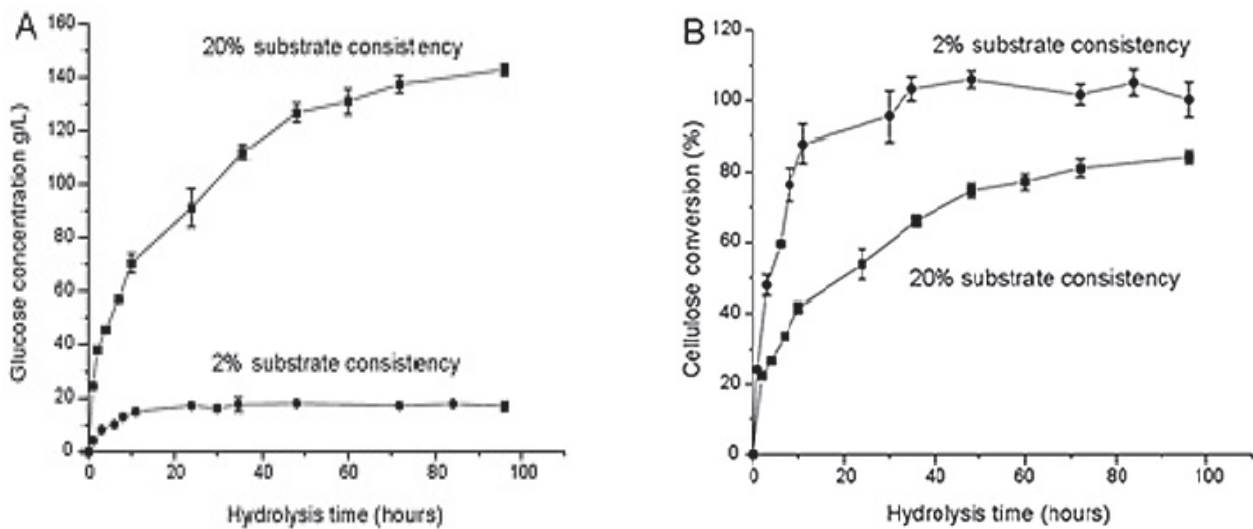 A
160
140
120
100
80
60
40
20
0
0 20 40 60 80 100
Glucose concentration g/L
Hydrolysis time (hours)
20% substrate consistency
2% substrate consistency
B
120
100
80
60
40
20
0
0 20 40 60 80 100
Cellulose conversion (%)
Hydrolysis time (hours)
2% substrate consistency
20% substrate consistency